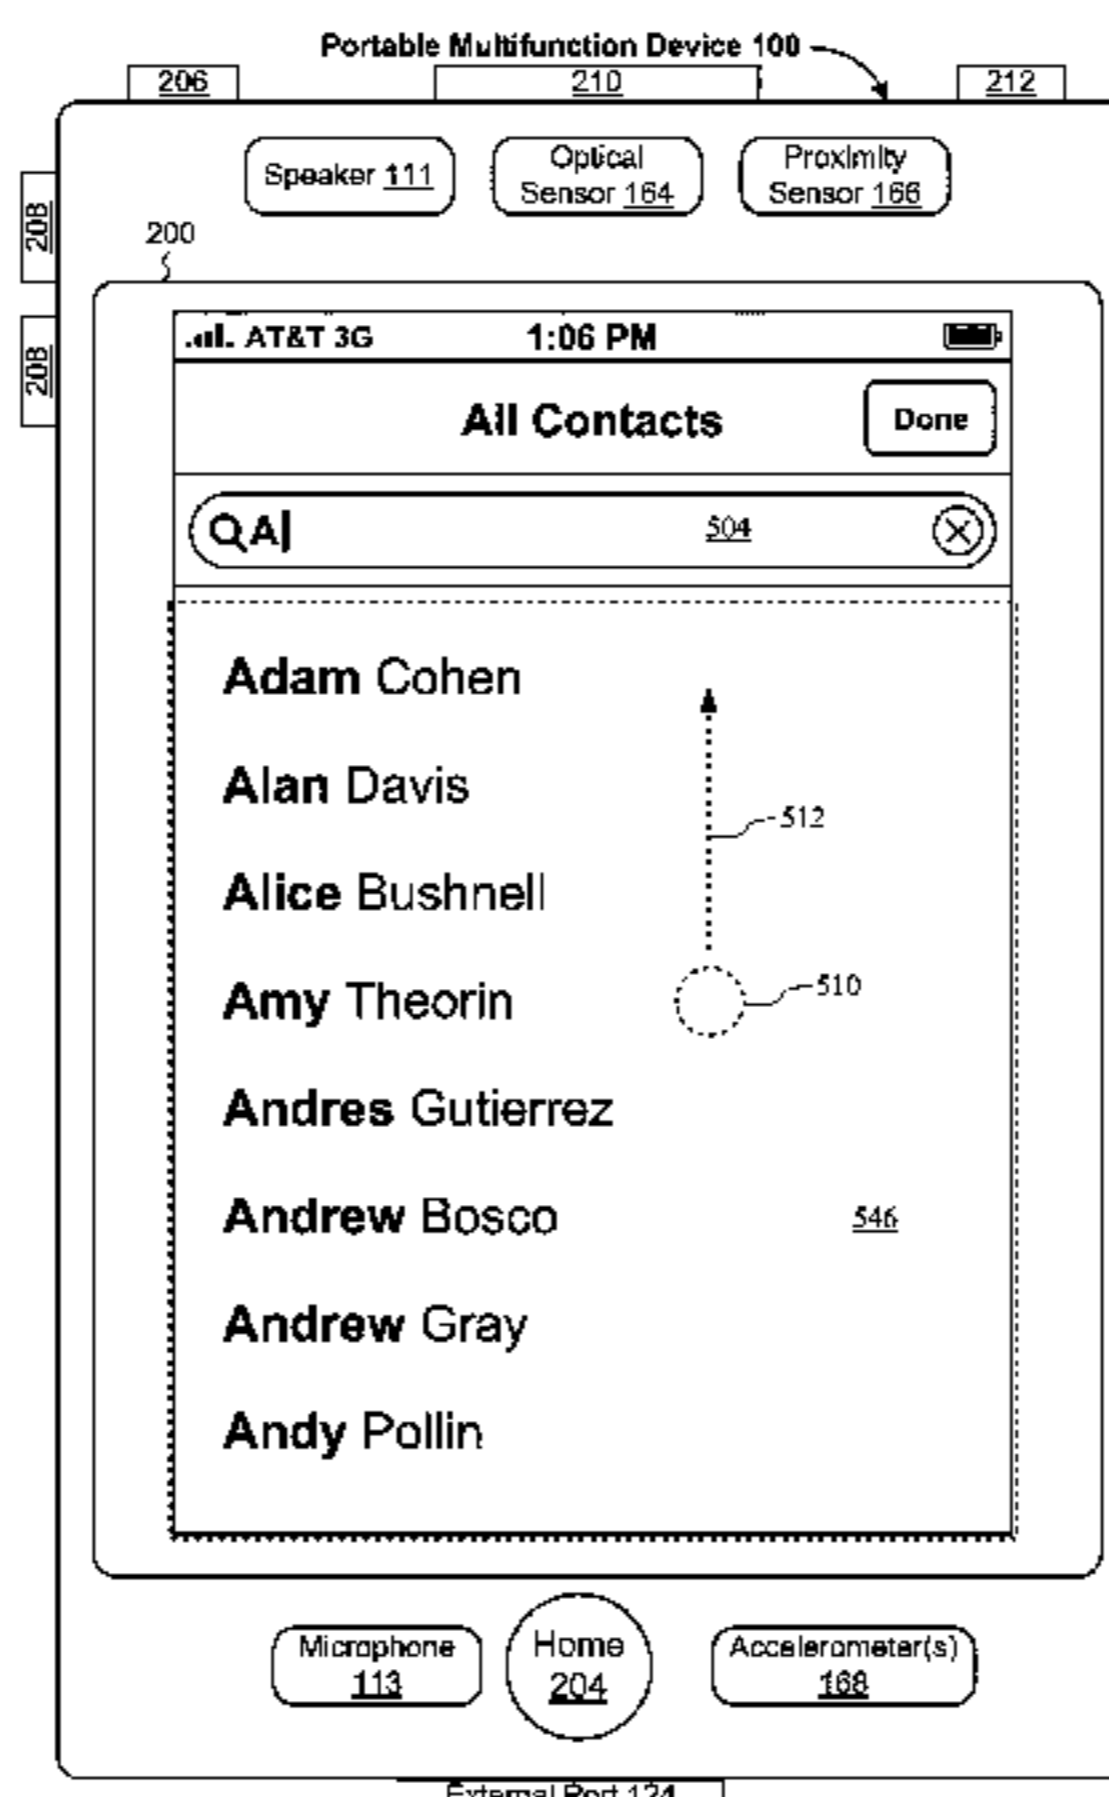 Portable Multifunction Device 100
206
210
212
Speaker 111
Optical
Sensor 164
Proximity
Sensor 166
208
200
208
AT&T 3G
1:06 PM
All Contacts
Done
A
504
Adam Cohen
Alan Davis
512
Alice Bushnell
Amy Theorin
510
Andres Gutierrez
Andrew Bosco
546
Andrew Gray
Andy Pollin
Microphone
113
Home
204
Accelerometer(s)
168
External Port 124